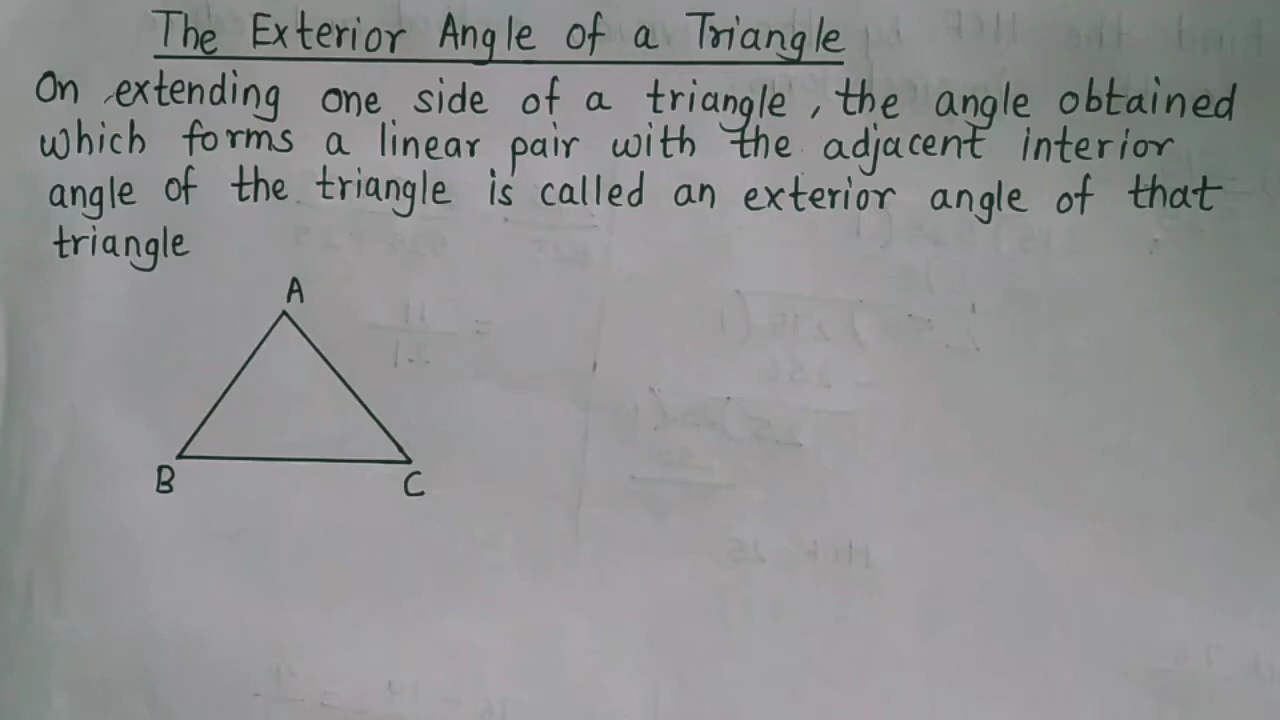 The Exterior Angle of a Triangle
On extending one side of a triangle, the angle obtained
which forms a linear pair with the adjacent interior
angle of the triangle is called an exterior angle of that
triangle
A
B
C